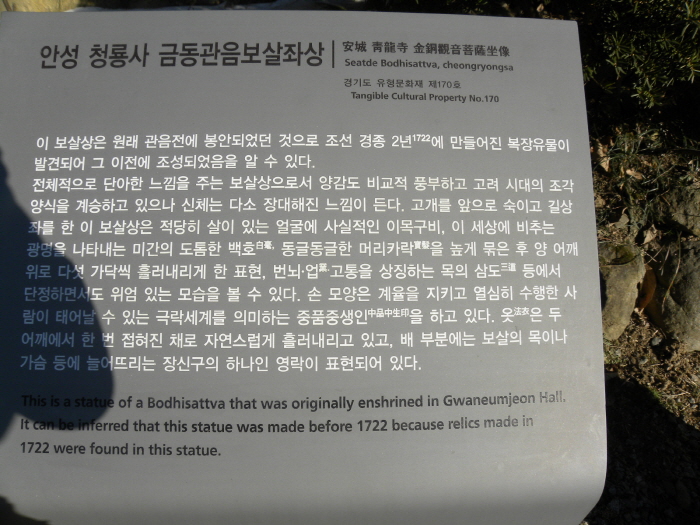 안성 청룡사 금동관음보살좌상
安城 靑龍寺 金銅觀音菩薩坐像
Seatde Bodhisattva, cheongryongsa
경기도 유형문화재 제170호
Tangible Cultural Property No.170
이 보살상은 원래 관음전에 봉안되었던 것으로 조선 경종 2년1722에 만들어진 복장유물이
발견되어 그 이전에 조성되었음을 알 수 있다.
전체적으로 단아한 느낌을 주는 보살상으로서 양감도 비교적 풍부하고 고려 시대의 조각
양식을 계승하고 있으나 신체는 다소 장대해진 느낌이 든다. 고개를 앞으로 숙이고 길상
좌를 한 이 보살상은 적당히 살이 있는 얼굴에 사실적인 이목구비, 이 세상에 비추는
광명을 나타내는 미간의 도톰한 백호白毫, 동글동글한 머리카락寶髮을 높게 묶은 후 양 어깨
위로 다섯 가닥씩 흘러내리게 한 표현, 번뇌·업業·고통을 상징하는 목의 삼도三道 등에서
단정하면서도 위엄 있는 모습을 볼 수 있다. 손 모양은 계율을 지키고 열심히 수행한 사
람이 태어날 수 있는 극락세계를 의미하는 중품중생인中品中生印을 하고 있다. 옷法衣은 두
어깨에서 한 번 접혀진 채로 자연스럽게 흘러내리고 있고, 배 부분에는 보살의 목이나
가슴 등에 늘어뜨리는 장신구의 하나인 영락이 표현되어 있다.
This is a statue of a Bodhisattva that was originally enshrined in Gwaneumjeon Hall.
It can be inferred that this statue was made before 1722 because relics made in
1722 were found in this statue.